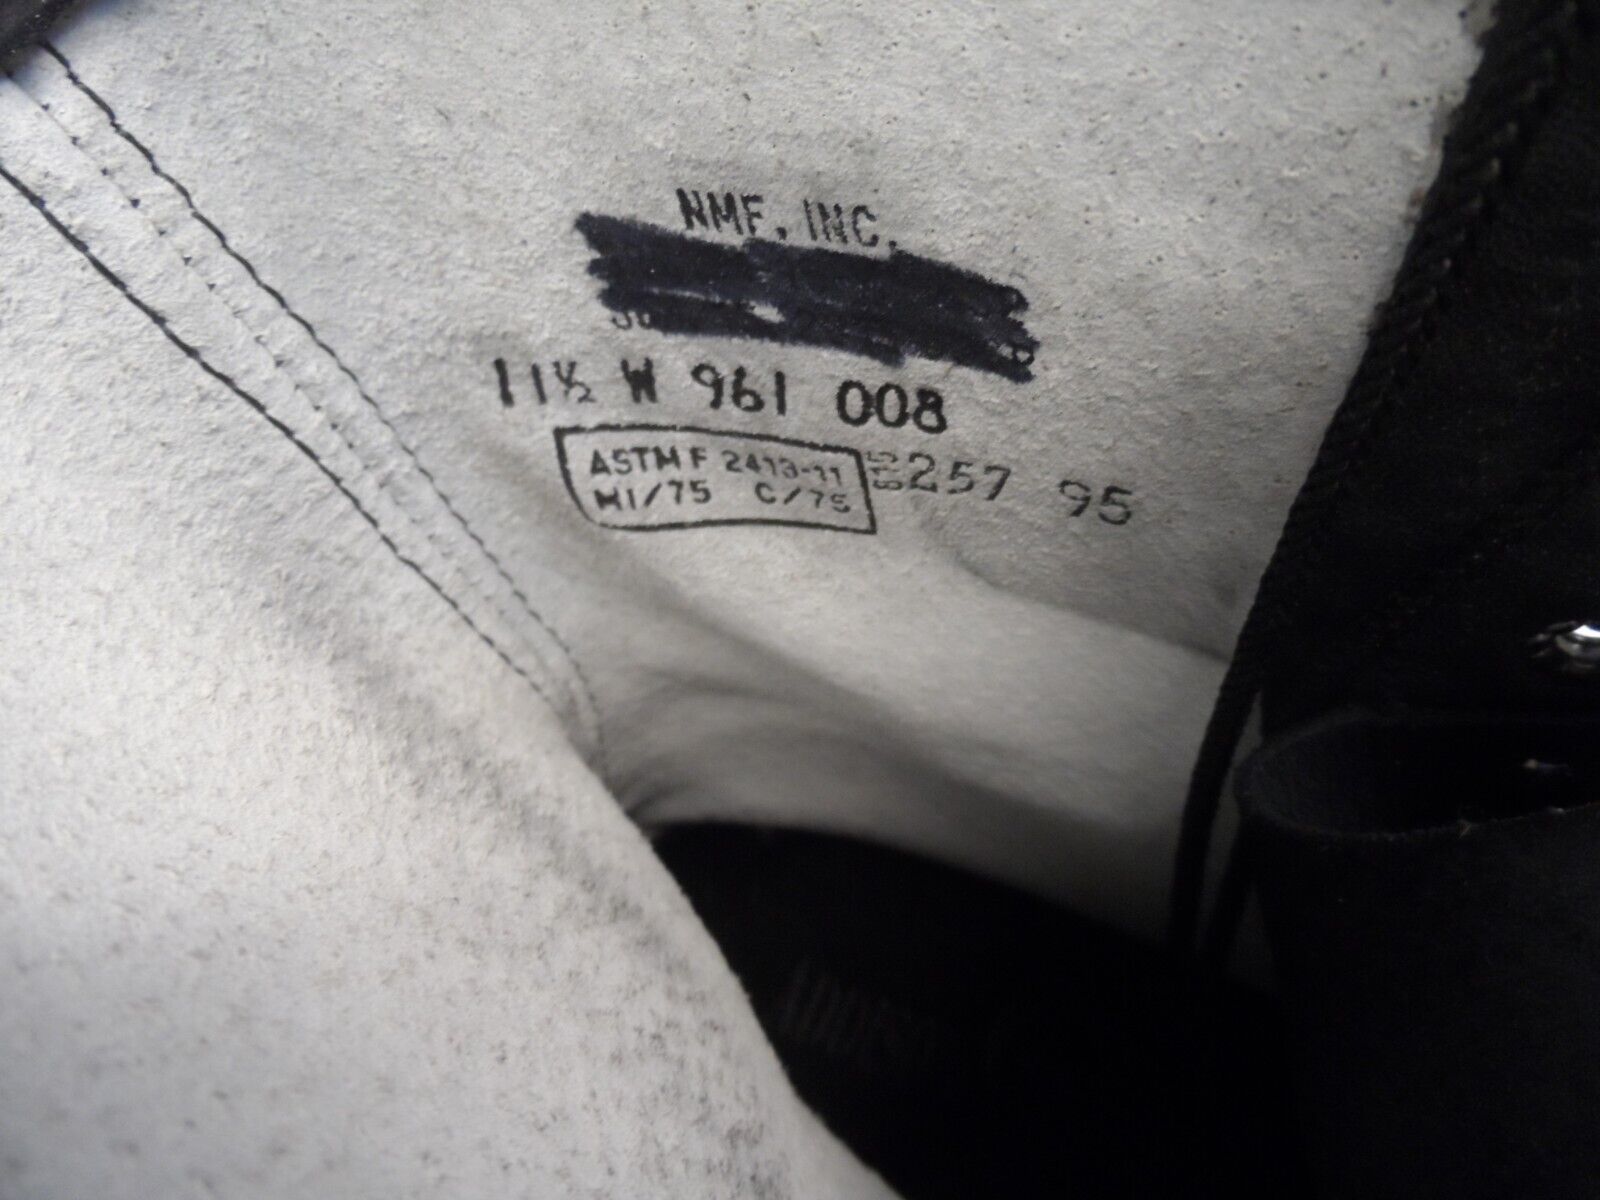 NMF, INC.
11½ W 961 008
ASTM F 2413-11
MI/75 C/75
257 95